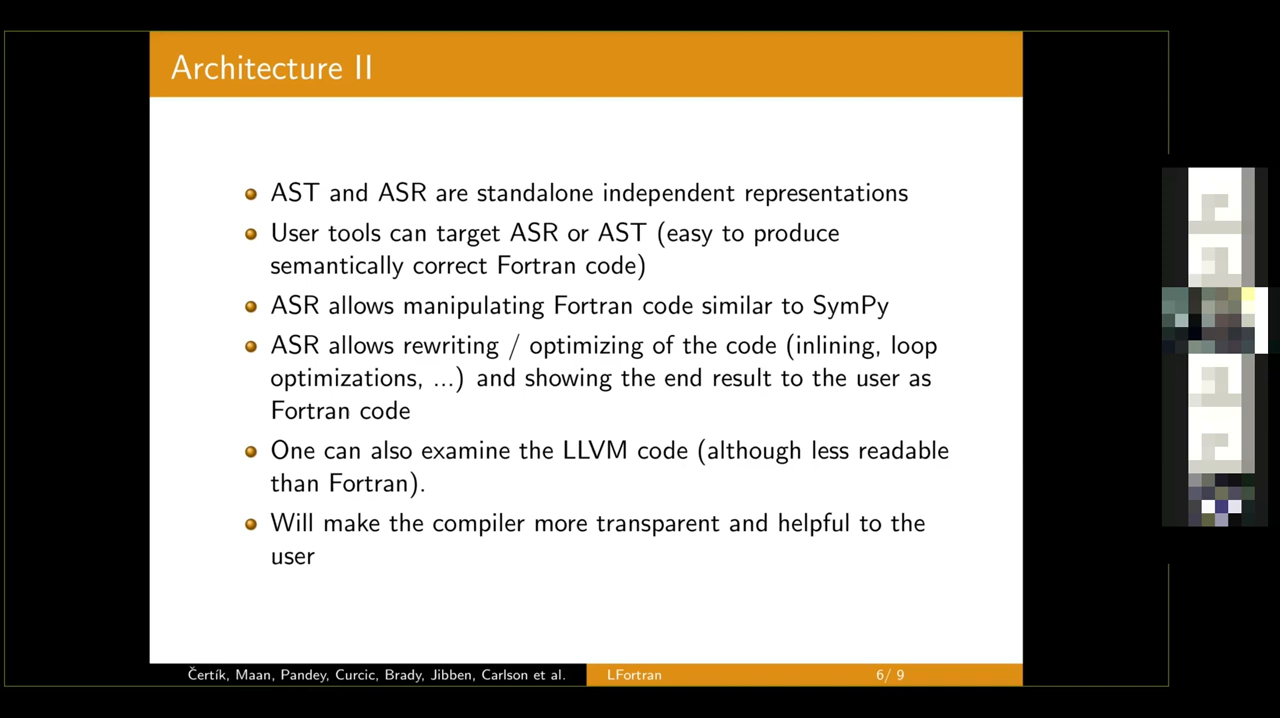 Architecture II
AST and ASR are standalone independent representations
User tools can target ASR or AST (easy to produce
semantically correct Fortran code)
ASR allows manipulating Fortran code similar to SymPy
ASR allows rewriting / optimizing of the code (inlining, loop
optimizations, ...) and showing the end result to the user as
Fortran code
One can also examine the LLVM code (although less readable
than Fortran).
Will make the compiler more transparent and helpful to the
user
Čertík, Maan, Pandey, Curcic, Brady, Jibben, Carlson et al.
LFortran
6/ 9